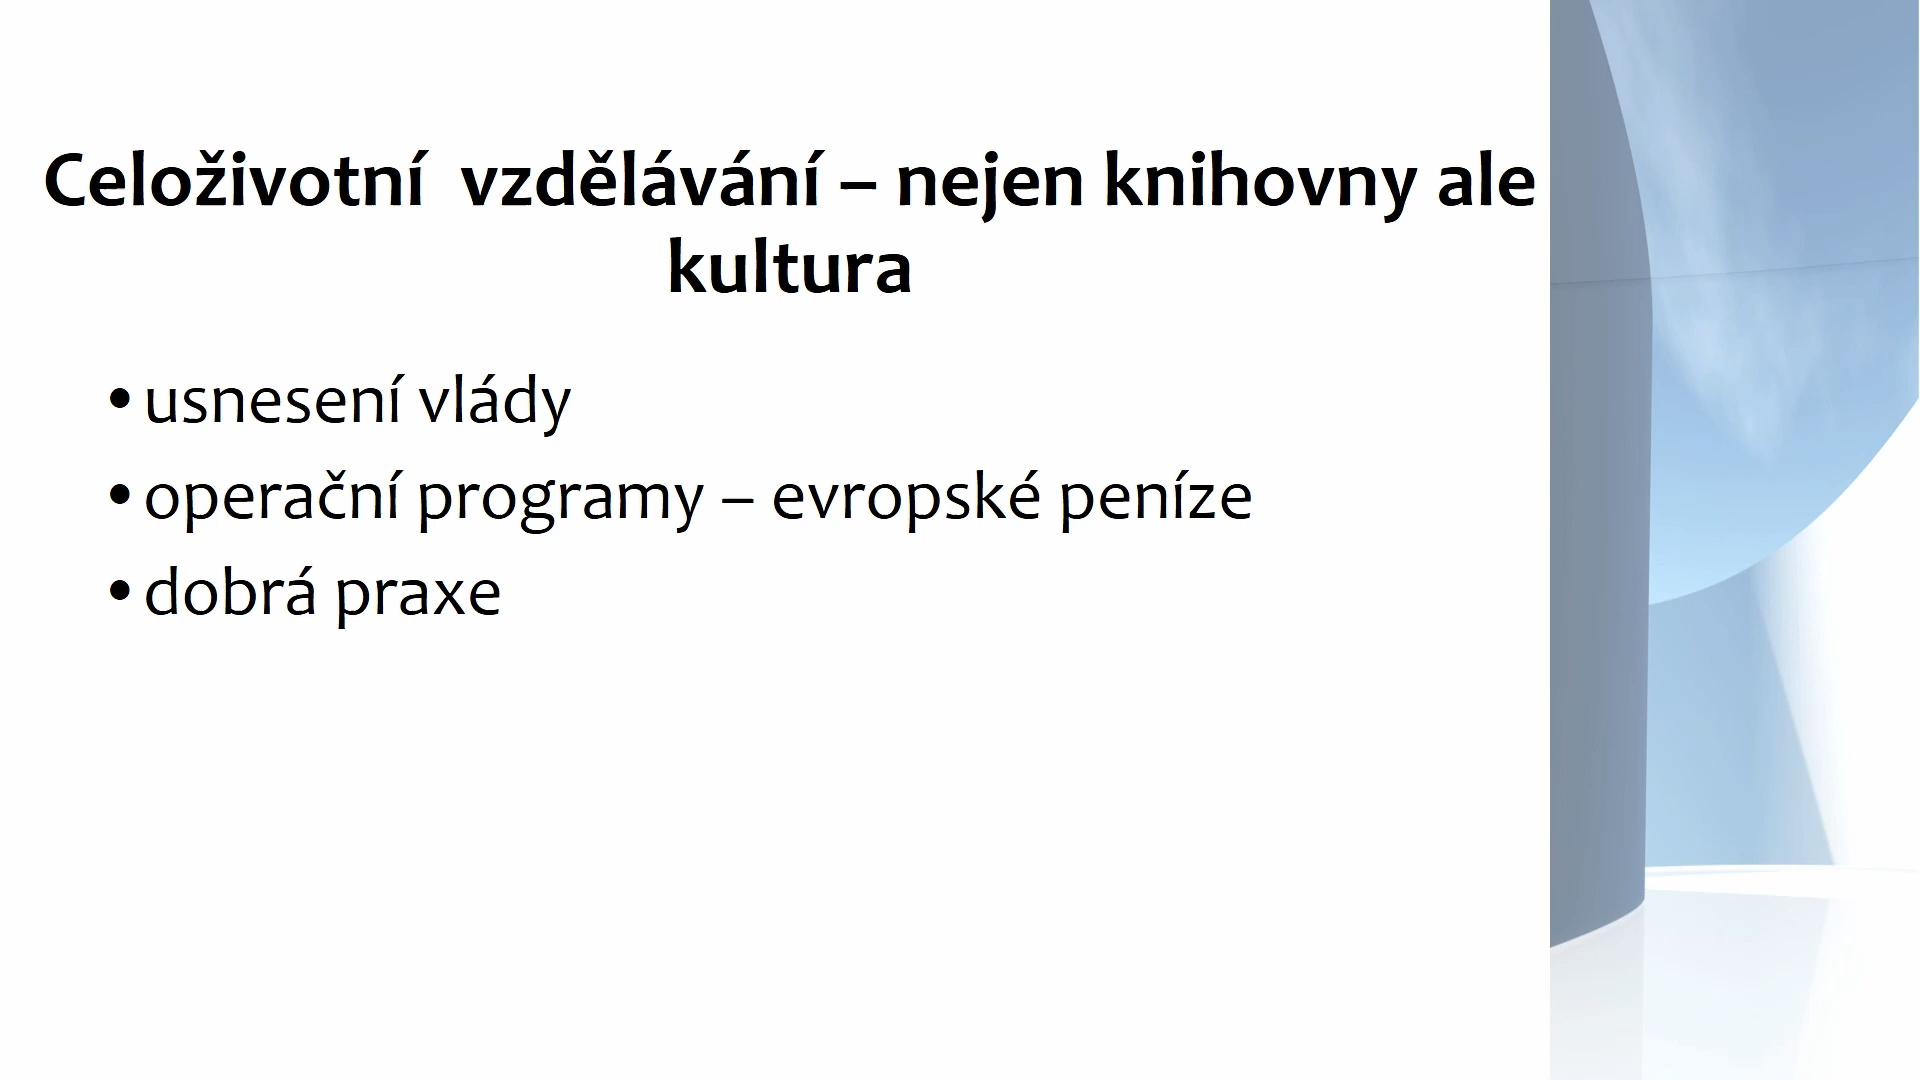 Celoživotní  vzdělávání – nejen knihovny ale
kultura
• usnesení vlády
• operační programy – evropské peníze
• dobrá praxe